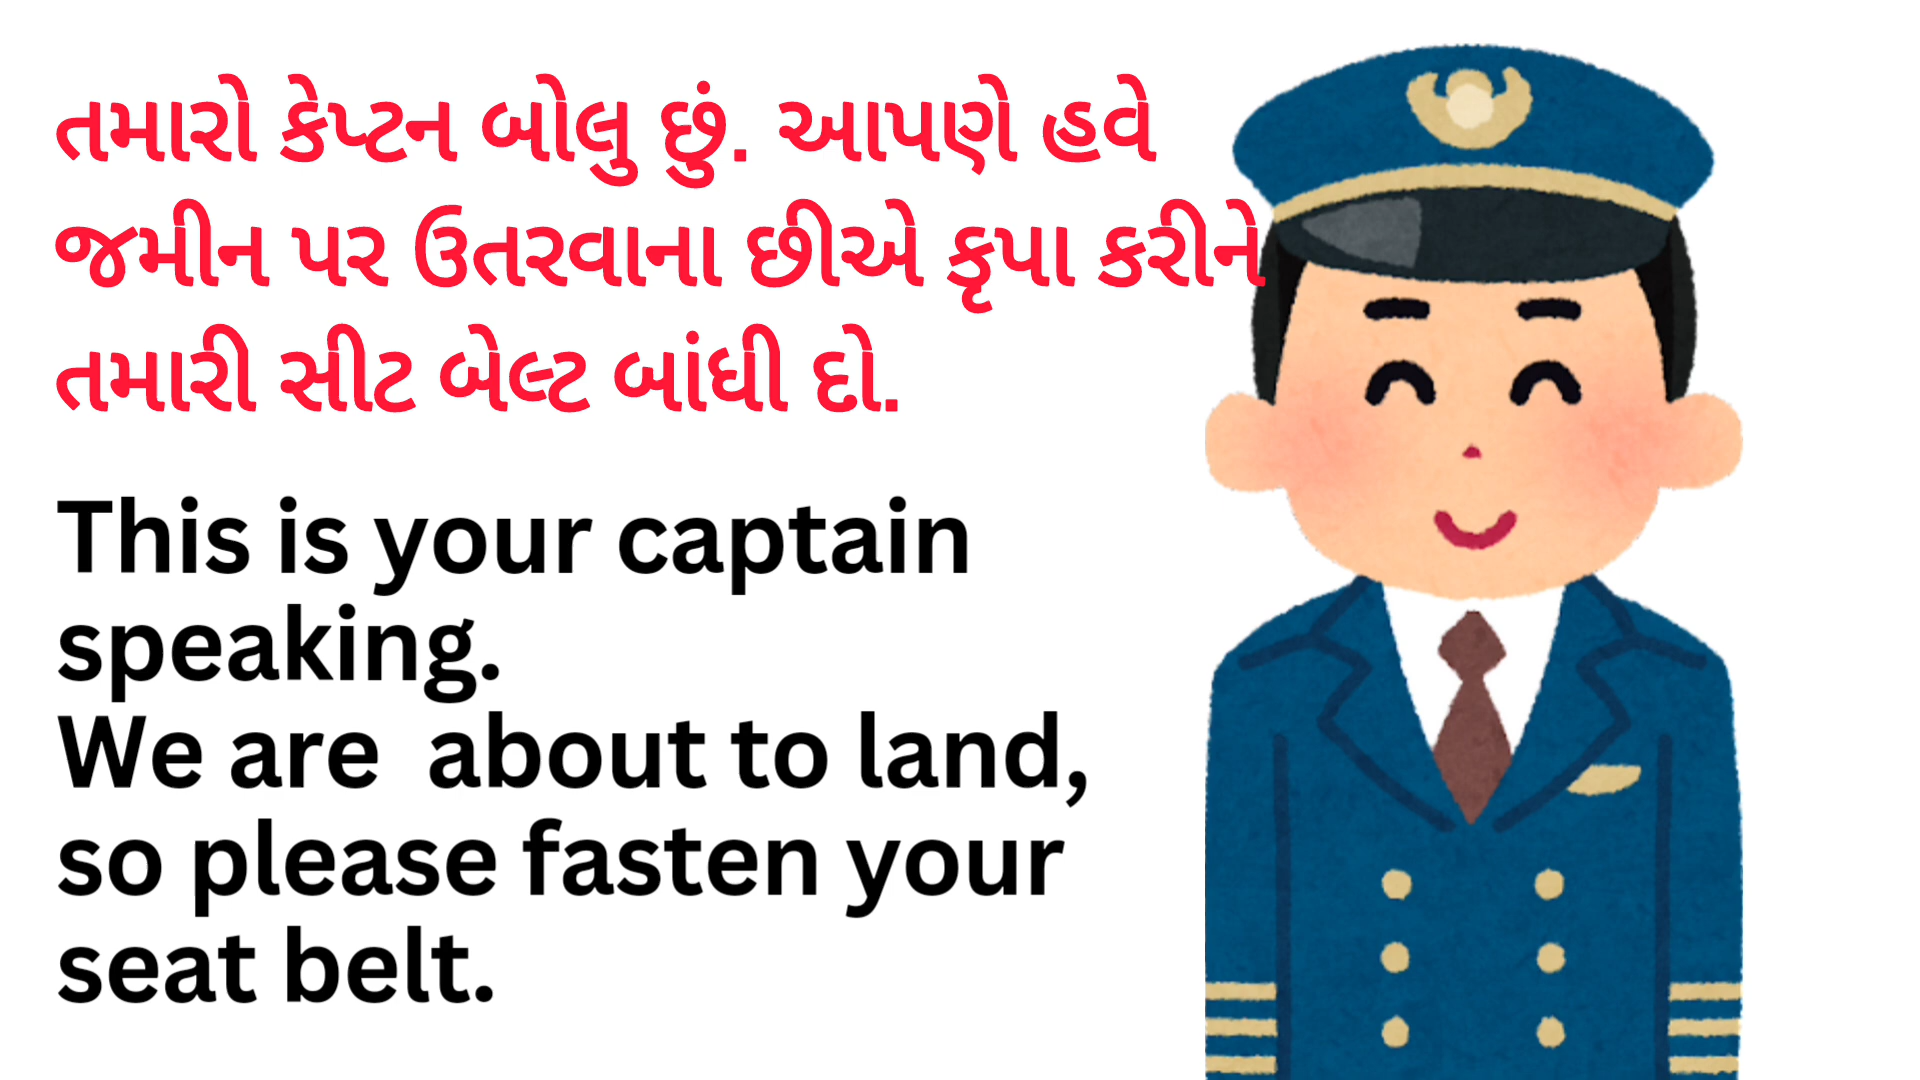 તમારો કેપ્ટન બોલુ છું. આપણે હવે
જમીન પર ઉતરવાના છીએ કૃપા કરીને
તમારી સીટ બેલ્ટ બાંધી દો.
This is your captain
speaking.
We are  about to land,
so please fasten your
seat belt.